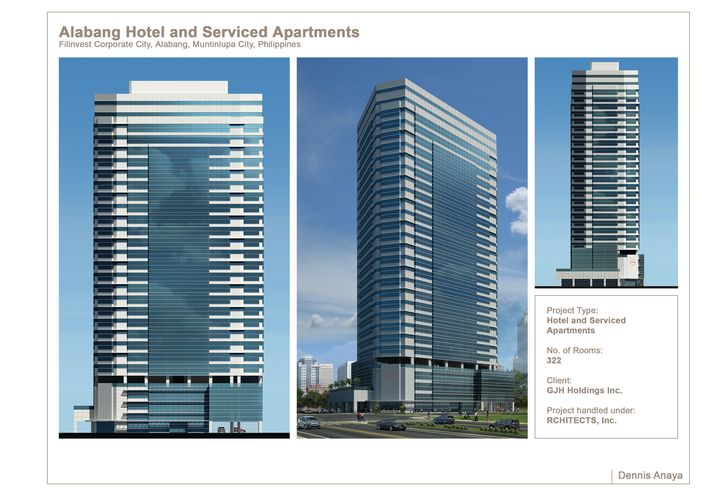 Alabang Hotel and Serviced Apartments
Filinvest Corporate City, Alabang, Muntinlupa City, Philippines
Project Type:
Hotel and Serviced
Apartments
No. of Rooms:
322
Client:
GJH Holdings Inc.
Project handled under:
RCHITECTS, Inc.
Dennis Anaya